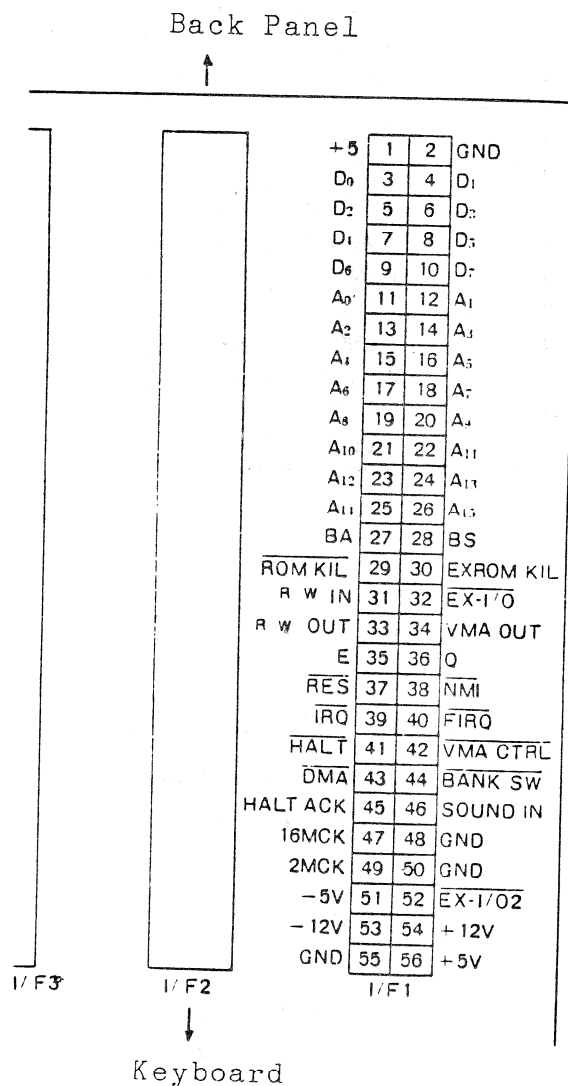 Back Panel
+5 1 2 GND
D0 3 4 D1
D2 5 6 D3
D4 7 8 D5
D6 9 10 D7
A0 11 12 A1
A2 13 14 A3
A4 15 16 A5
A6 17 18 A7
A8 19 20 A9
A10 21 22 A11
A12 23 24 A13
A14 25 26 A15
BA 27 28 BS
ROM KIL 29 30 EXROM KIL
R W IN 31 32 EX-I/O
R W OUT 33 34 VMA OUT
E 35 36 Q
RES 37 38 NMI
IRQ 39 40 FIRQ
HALT 41 42 VMA CTRL
DMA 43 44 BANK SW
HALT ACK 45 46 SOUND IN
16MCK 47 48 GND
2MCK 49 50 GND
−5V 51 52 EX-I/O2
−12V 53 54 +12V
GND 55 56 +5V
I/F3 I/F2 I/F1
Keyboard